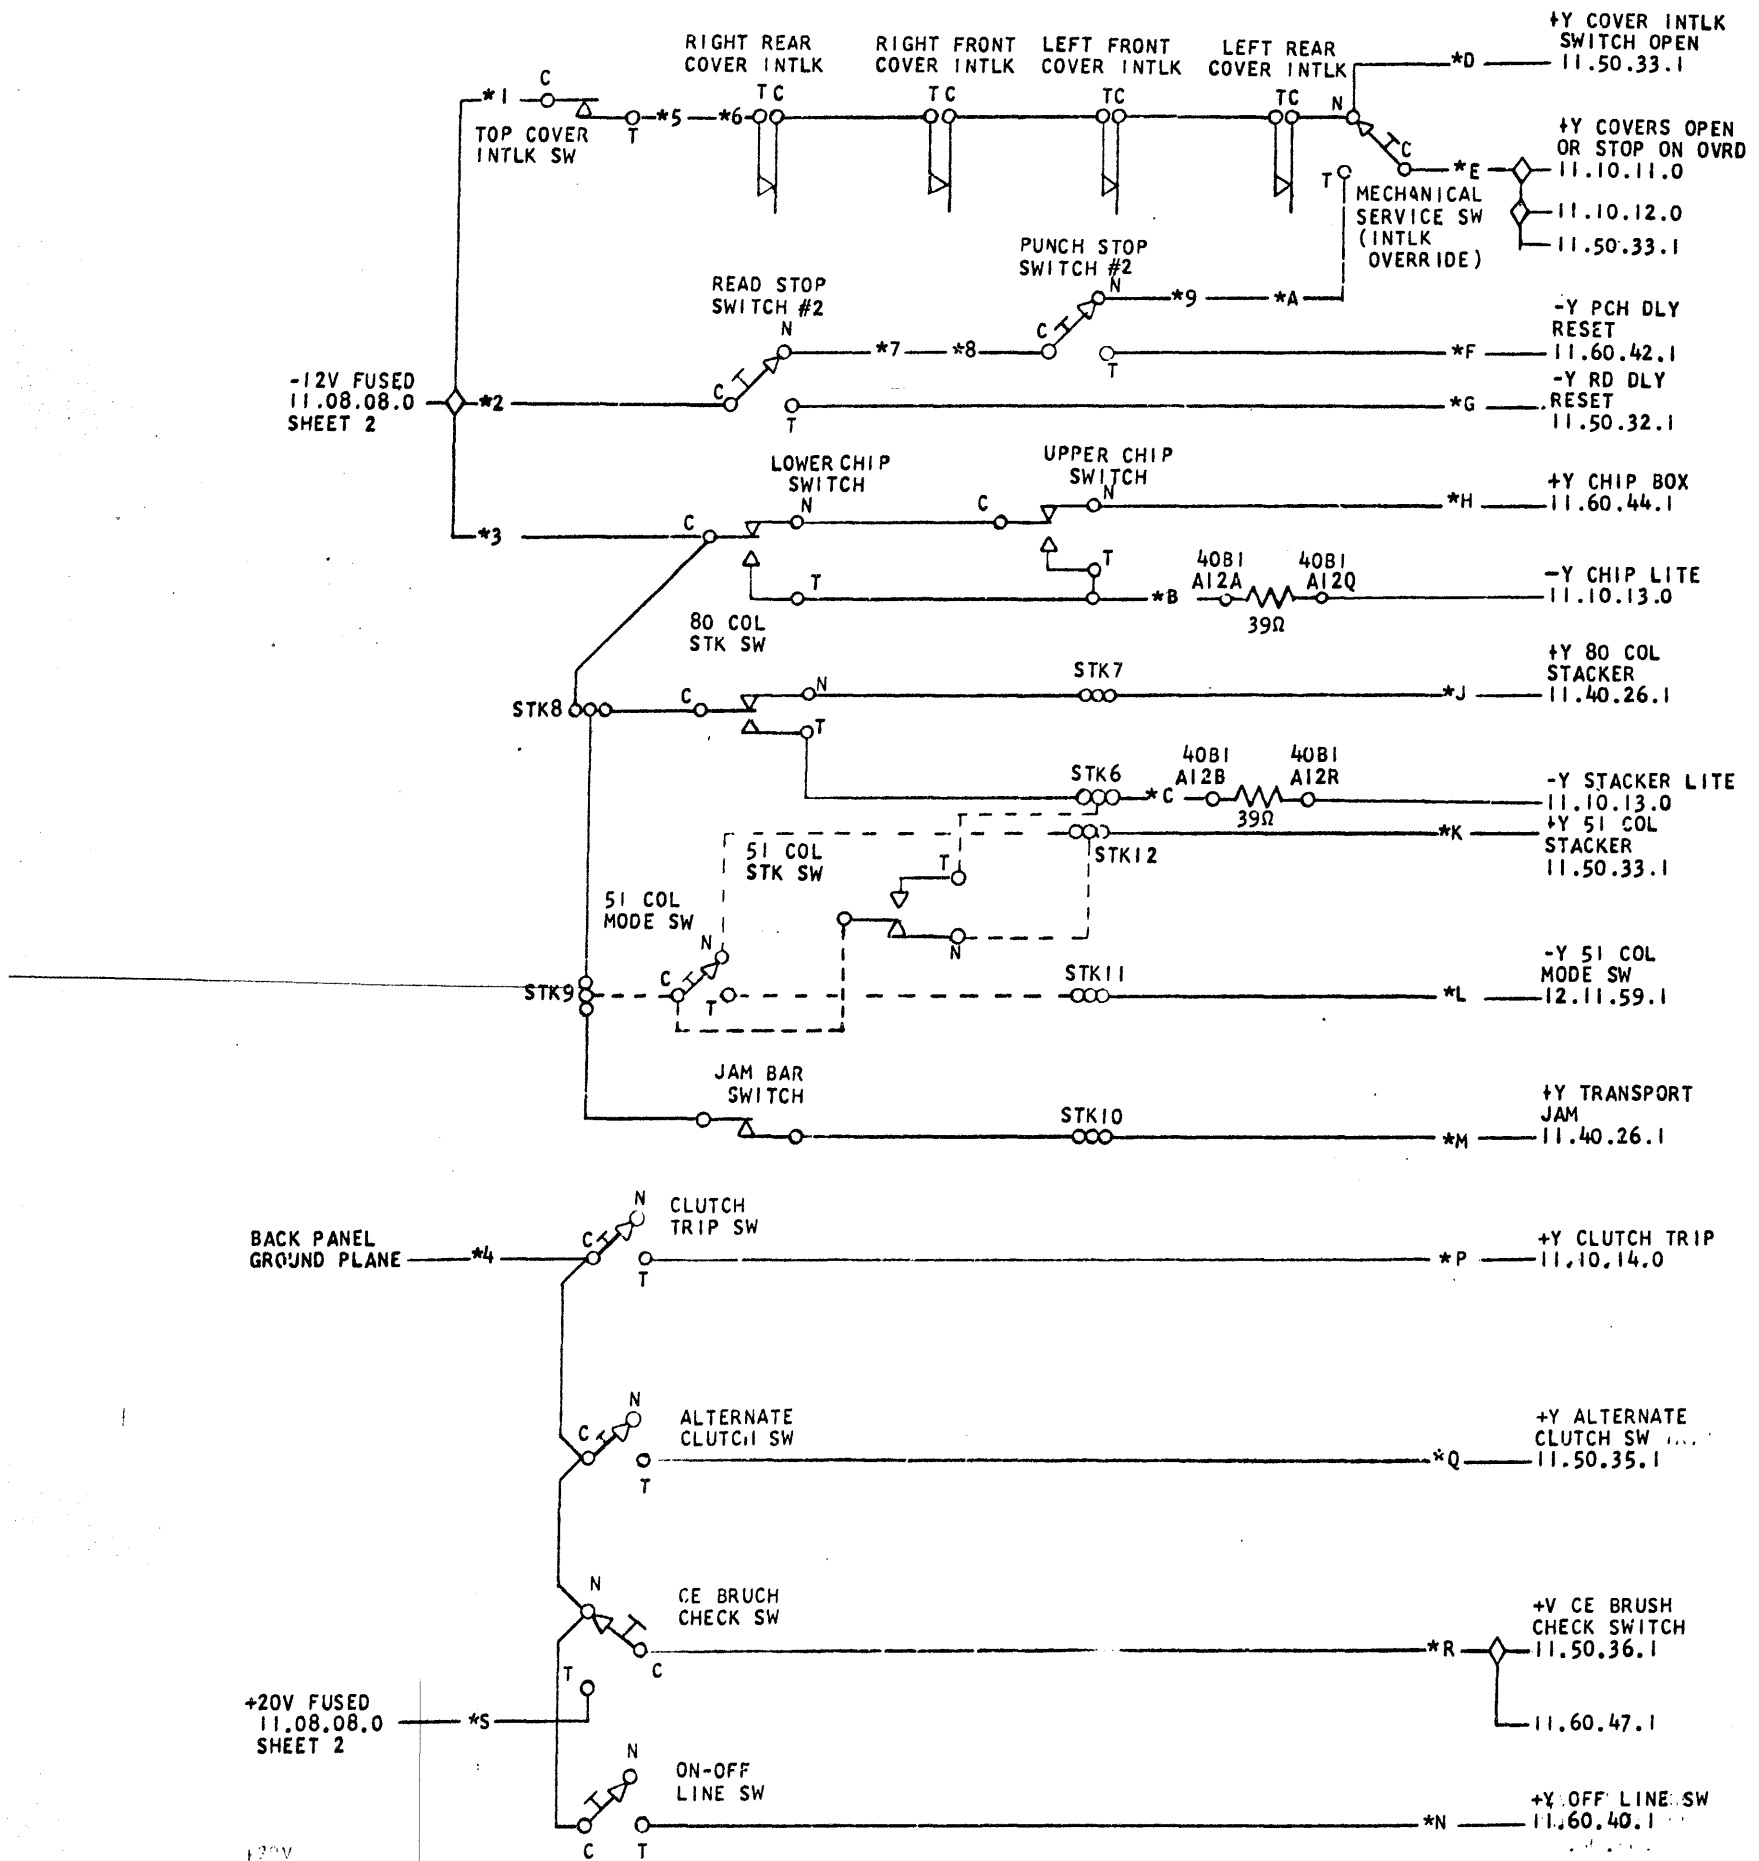 +Y COVER INTLK
SWITCH OPEN
11.50.33.1
*D
RIGHT REAR
COVER INTLK
RIGHT FRONT
COVER INTLK
LEFT FRONT
COVER INTLK
LEFT REAR
COVER INTLK
*1
C
T
TOP COVER
INTLK SW
*5
*6
T C
T C
TC
TC
N
C
T
*E
+Y COVERS OPEN
OR STOP ON OVRD
11.10.11.0
11.10.12.0
11.50.33.1
MECHANICAL
SERVICE SW
(INTLK
OVERRIDE)
PUNCH STOP
SWITCH #2
N
*9
*A
READ STOP
SWITCH #2
N
*7
*8
C
T
*F
-Y PCH DLY
RESET
11.60.42.1
-12V FUSED
11.08.08.0
SHEET 2
*2
C
T
*G
-Y RD DLY
RESET
11.50.32.1
LOWER CHIP
SWITCH
N
UPPER CHIP
SWITCH
N
C
*H
+Y CHIP BOX
11.60.44.1
*3
C
T
T
*B
40B1
A12A
40B1
A12Q
39Ω
-Y CHIP LITE
11.10.13.0
80 COL
STK SW
STK8
C
N
T
STK7
*J
+Y 80 COL
STACKER
11.40.26.1
STK6
*C
40B1
A12B
40B1
A12R
39Ω
-Y STACKER LITE
11.10.13.0
51 COL
STK SW
T
N
STK12
*K
+Y 51 COL
STACKER
11.50.33.1
51 COL
MODE SW
N
STK9
C
T
STK11
*L
-Y 51 COL
MODE SW
12.11.59.1
JAM BAR
SWITCH
STK10
*M
+Y TRANSPORT
JAM
11.40.26.1
BACK PANEL
GROUND PLANE
*4
C
N
T
CLUTCH
TRIP SW
*P
+Y CLUTCH TRIP
11.10.14.0
C
N
T
ALTERNATE
CLUTCH SW
*Q
+Y ALTERNATE
CLUTCH SW
11.50.35.1
N
C
T
CE BRUCH
CHECK SW
*R
+V CE BRUSH
CHECK SWITCH
11.50.36.1
11.60.47.1
+20V FUSED
11.08.08.0
SHEET 2
*S
N
C
T
ON-OFF
LINE SW
*N
+Y OFF LINE SW
11.60.40.1
+20V